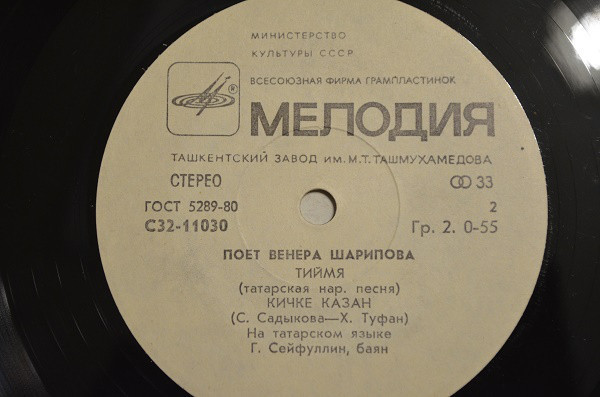 МИНИСТЕРСТВО
КУЛЬТУРЫ СССР
ВСЕСОЮЗНАЯ ФИРМА ГРАМПЛАСТИНОК
МЕЛОДИЯ
ТАШКЕНТСКИЙ ЗАВОД ИМ. М.Т. ТАШМУХАМЕДОВА
СТЕРЕО 33
ГОСТ 5289-80 2
С32-11030 Гр. 2. 0-55
ПОЕТ ВЕНЕРА ШАРИПОВА
ТИЙМЯ
(татарская нар. песня)
КИЧКЕ КАЗАН
(С. Садыкова—Х. Туфан)
На татарском языке
Г. Сейфуллин, баян